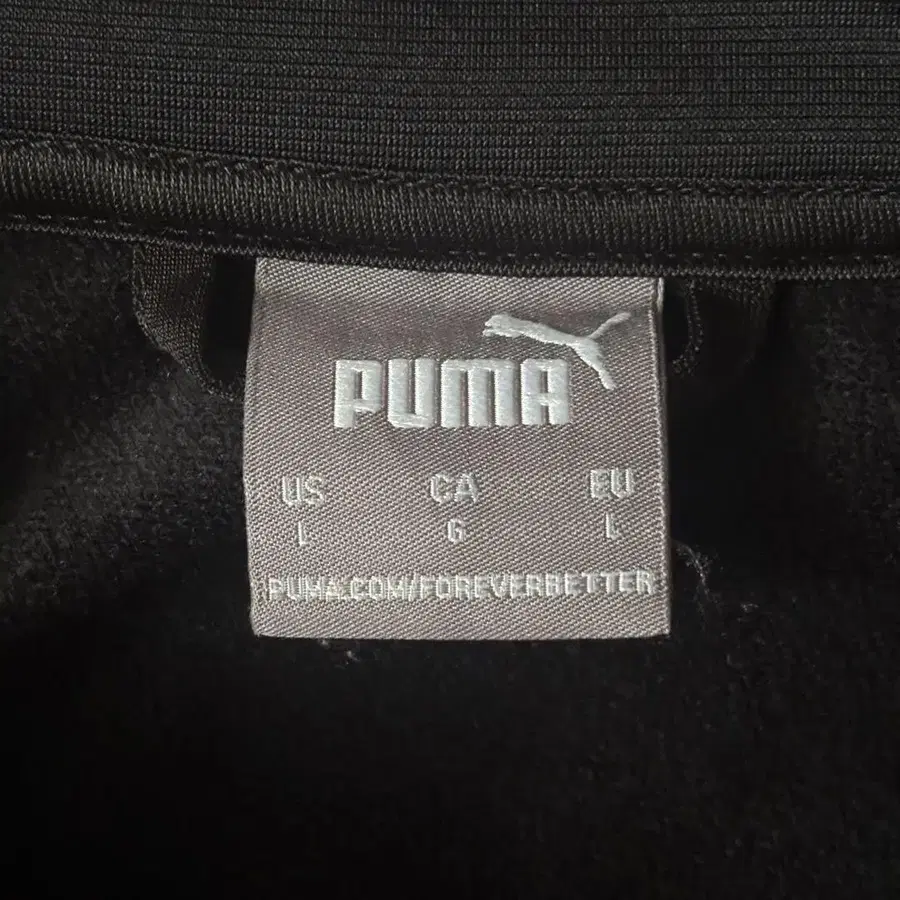 PUMA
US CA EU
L G L
PUMA.COM/FOREVERBETTER